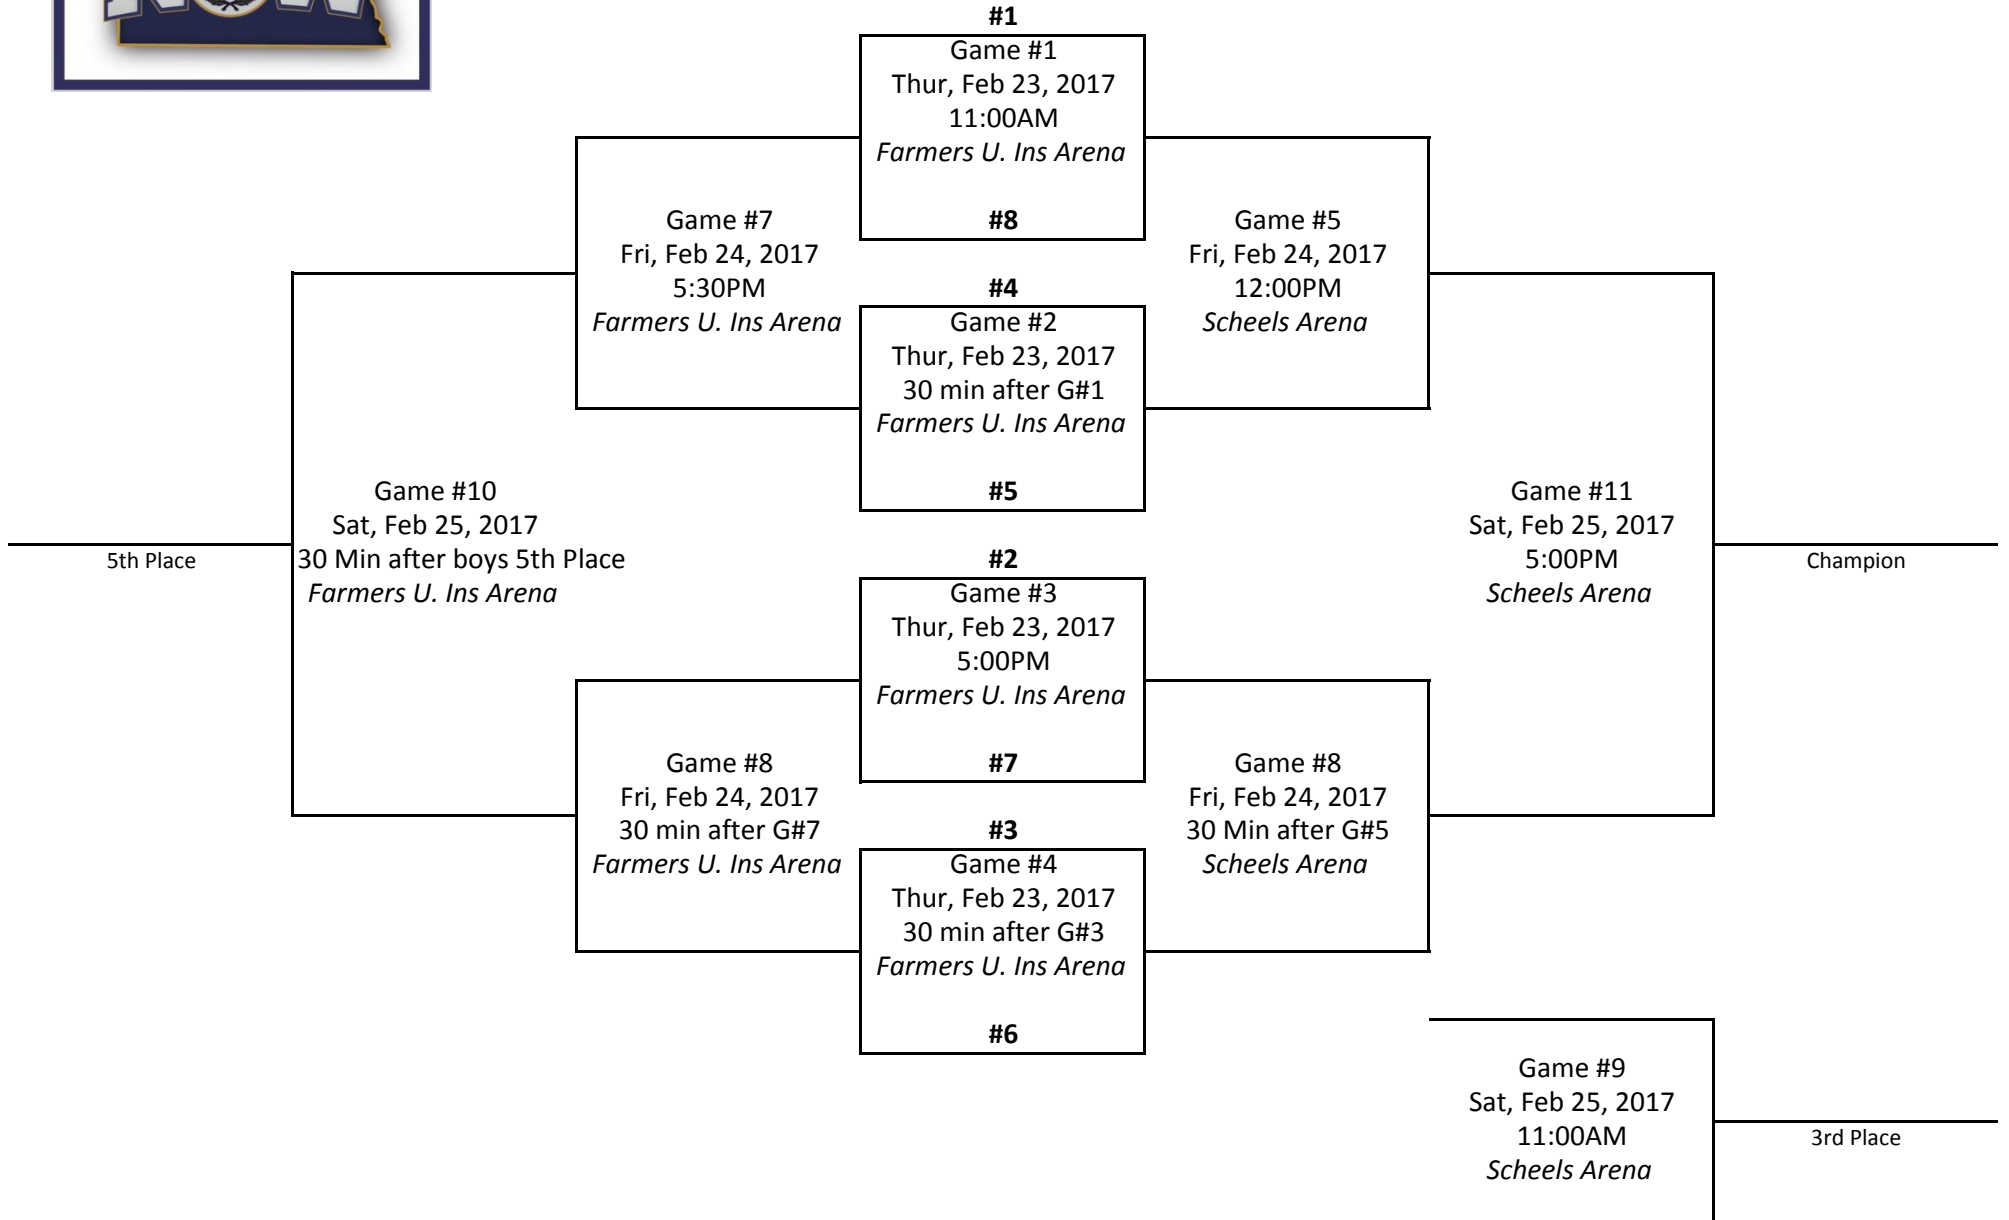 #1
Game #1
Thur, Feb 23, 2017
11:00AM
Farmers U. Ins Arena
#8
Game #7
Fri, Feb 24, 2017
5:30PM
Farmers U. Ins Arena
Game #5
Fri, Feb 24, 2017
12:00PM
Scheels Arena
#4
Game #2
Thur, Feb 23, 2017
30 min after G#1
Farmers U. Ins Arena
#5
5th Place
Game #10
Sat, Feb 25, 2017
30 Min after boys 5th Place
Farmers U. Ins Arena
#2
Game #3
Thur, Feb 23, 2017
5:00PM
Farmers U. Ins Arena
#7
Game #11
Sat, Feb 25, 2017
5:00PM
Scheels Arena
Champion
Game #8
Fri, Feb 24, 2017
30 min after G#7
Farmers U. Ins Arena
#3
Game #4
Thur, Feb 23, 2017
30 min after G#3
Farmers U. Ins Arena
#6
Game #8
Fri, Feb 24, 2017
30 Min after G#5
Scheels Arena
Game #9
Sat, Feb 25, 2017
11:00AM
Scheels Arena
3rd Place